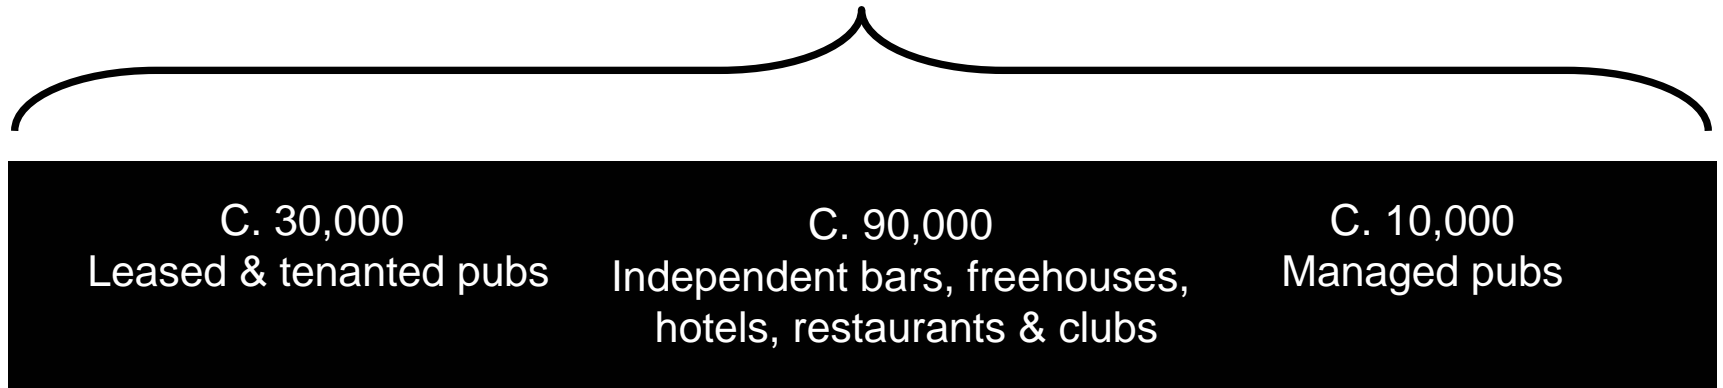 C. 30,000
Leased & tenanted pubs
C. 90,000
Independent bars, freehouses,
hotels, restaurants & clubs
C. 10,000
Managed pubs